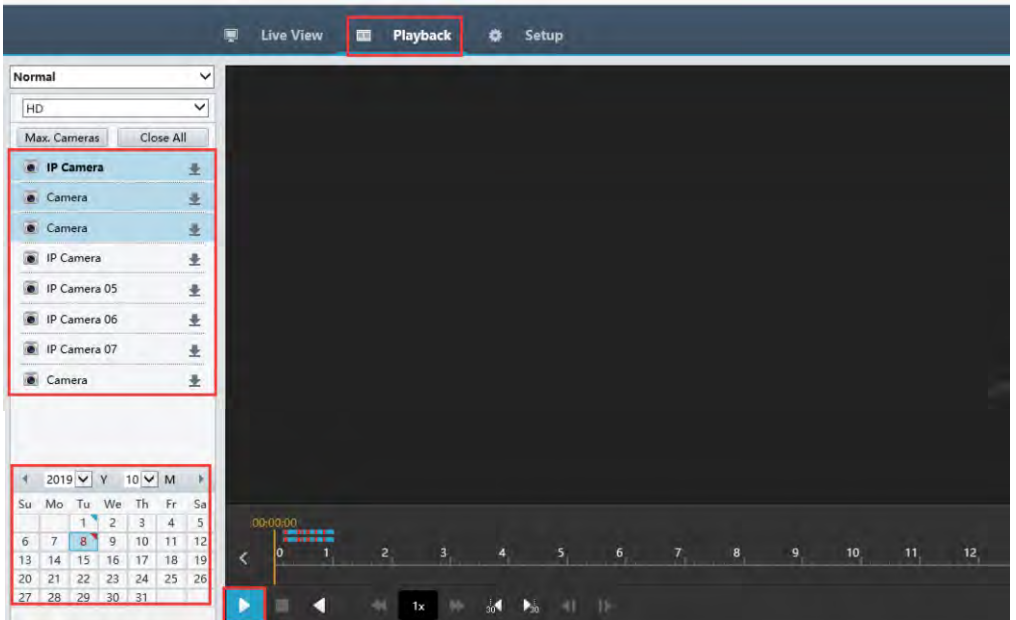 Live View Playback Setup
Normal
HD
Max. Cameras Close All
IP Camera
Camera
Camera
IP Camera
IP Camera 05
IP Camera 06
IP Camera 07
Camera
2019 Y 10 M
Su Mo Tu We Th Fr Sa
1 2 3 4 5
6 7 8 9 10 11 12
13 14 15 16 17 18 19
20 21 22 23 24 25 26
27 28 29 30 31
00:00:00
0 1 2 3 4 5 6 7 8 9 10 11 12
1x 30 30